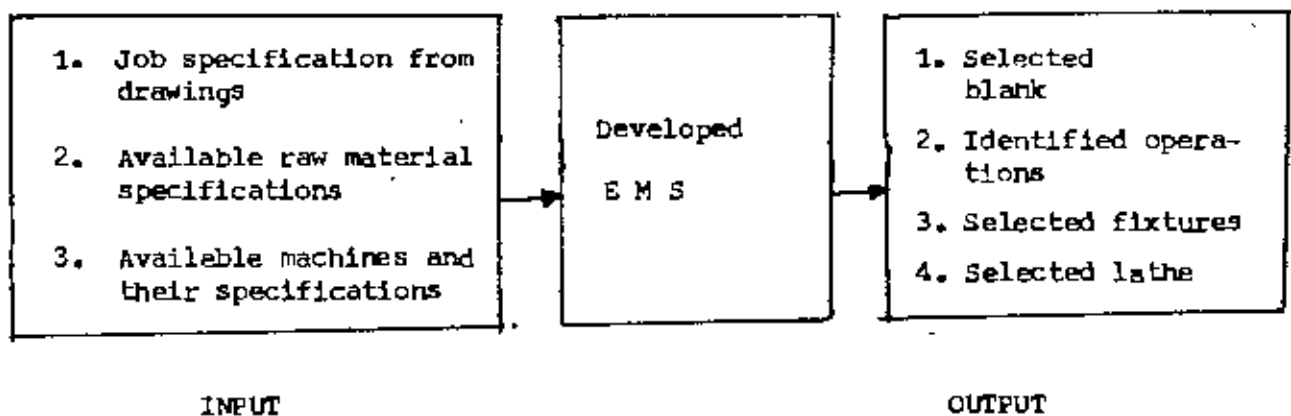 1. Job specification from
drawings
2. Available raw material
specifications
3. Available machines and
their specifications
Developed
E M S
1. Selected
blank
2. Identified opera-
tions
3. Selected fixtures
4. Selected lathe
INPUT
OUTPUT